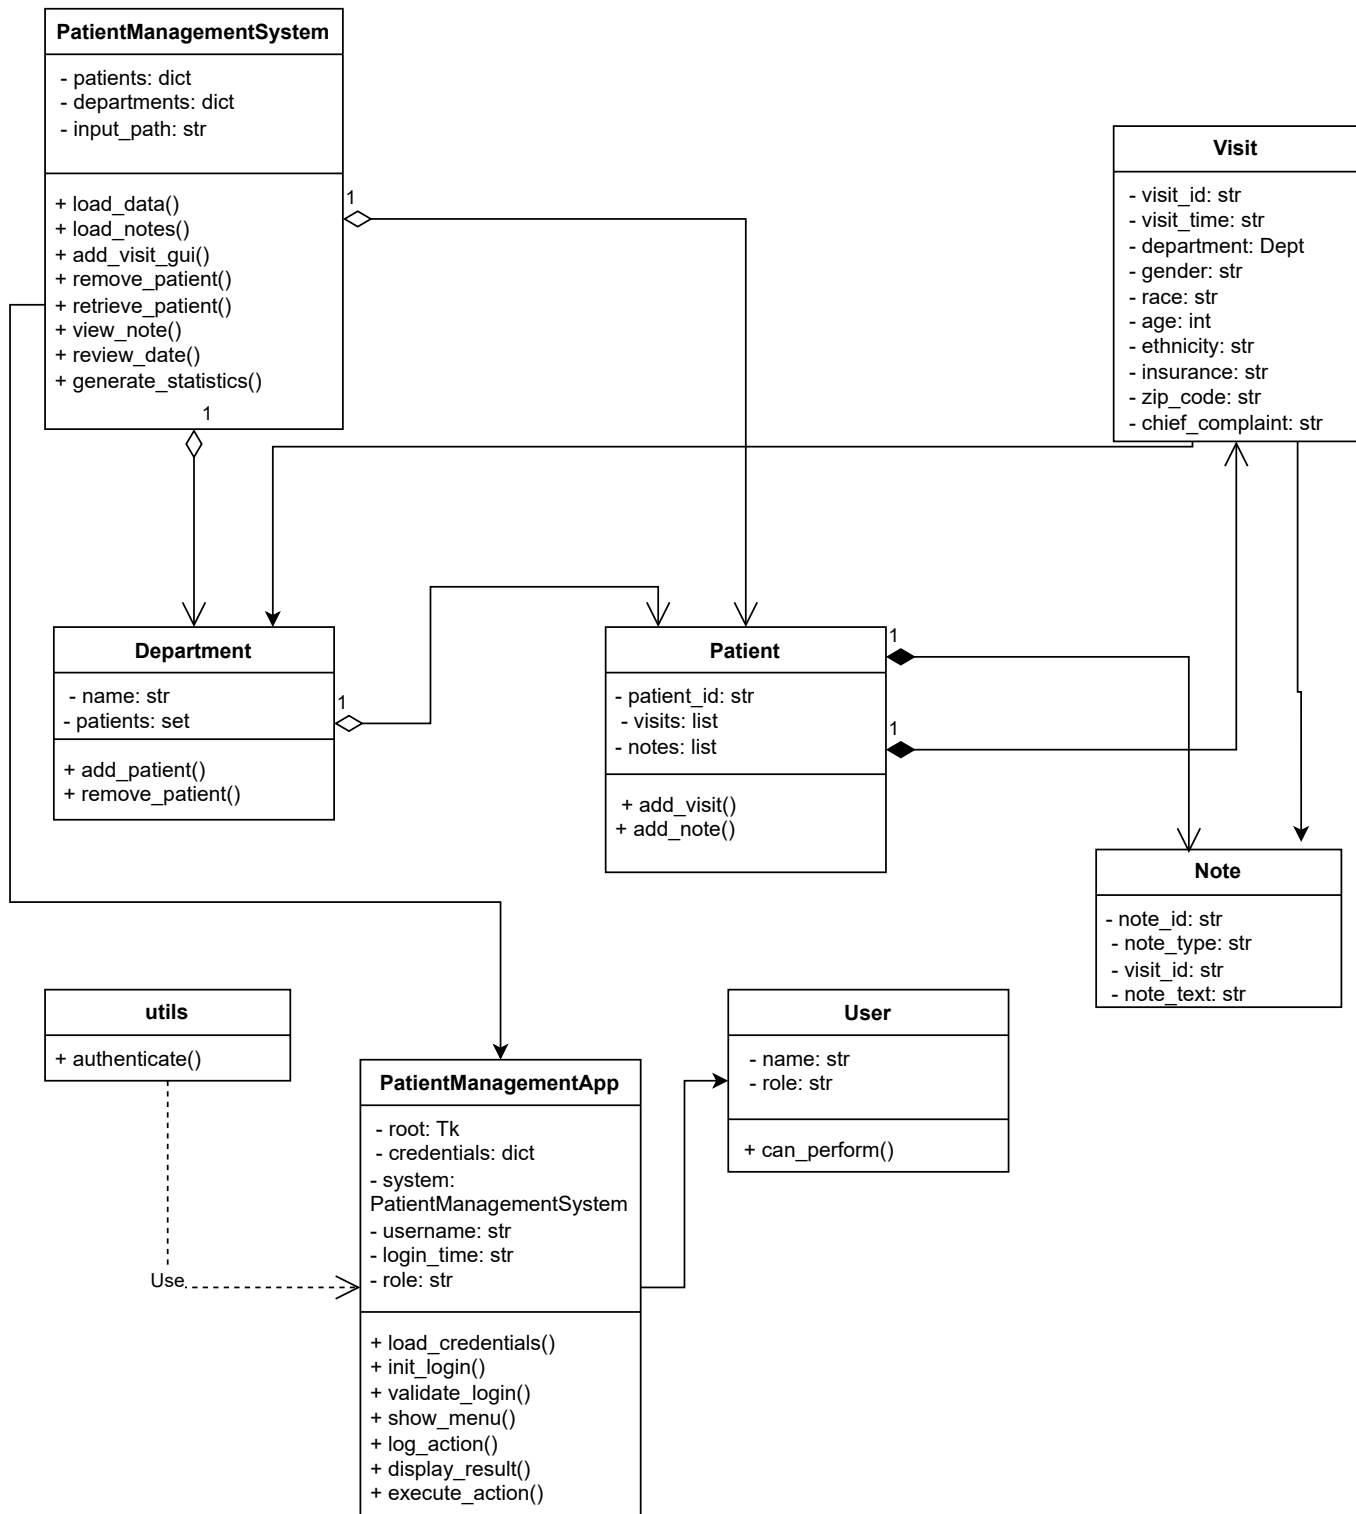 PatientManagementSystem
- patients: dict
- departments: dict
- input_path: str
+ load_data()
+ load_notes()
+ add_visit_gui()
+ remove_patient()
+ retrieve_patient()
+ view_note()
+ review_date()
+ generate_statistics()
1
1
Visit
- visit_id: str
- visit_time: str
- department: Dept
- gender: str
- race: str
- age: int
- ethnicity: str
- insurance: str
- zip_code: str
- chief_complaint: str
Department
- name: str
- patients: set
+ add_patient()
+ remove_patient()
1
Patient
- patient_id: str
- visits: list
- notes: list
+ add_visit()
+ add_note()
1
1
Note
- note_id: str
- note_type: str
- visit_id: str
- note_text: str
utils
+ authenticate()
Use
PatientManagementApp
- root: Tk
- credentials: dict
- system:
PatientManagementSystem
- username: str
- login_time: str
- role: str
+ load_credentials()
+ init_login()
+ validate_login()
+ show_menu()
+ log_action()
+ display_result()
+ execute_action()
User
- name: str
- role: str
+ can_perform()